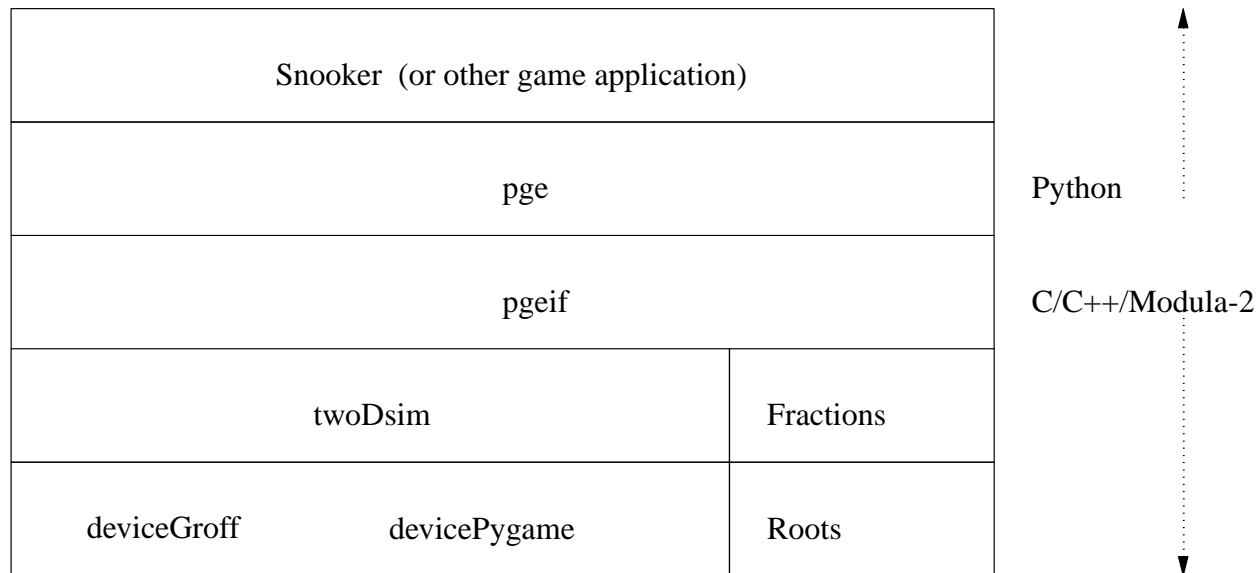 Snooker (or other game application)
pge
Python
pgeif
C/C++/Modula-2
twoDsim
Fractions
deviceGroff
devicePygame
Roots